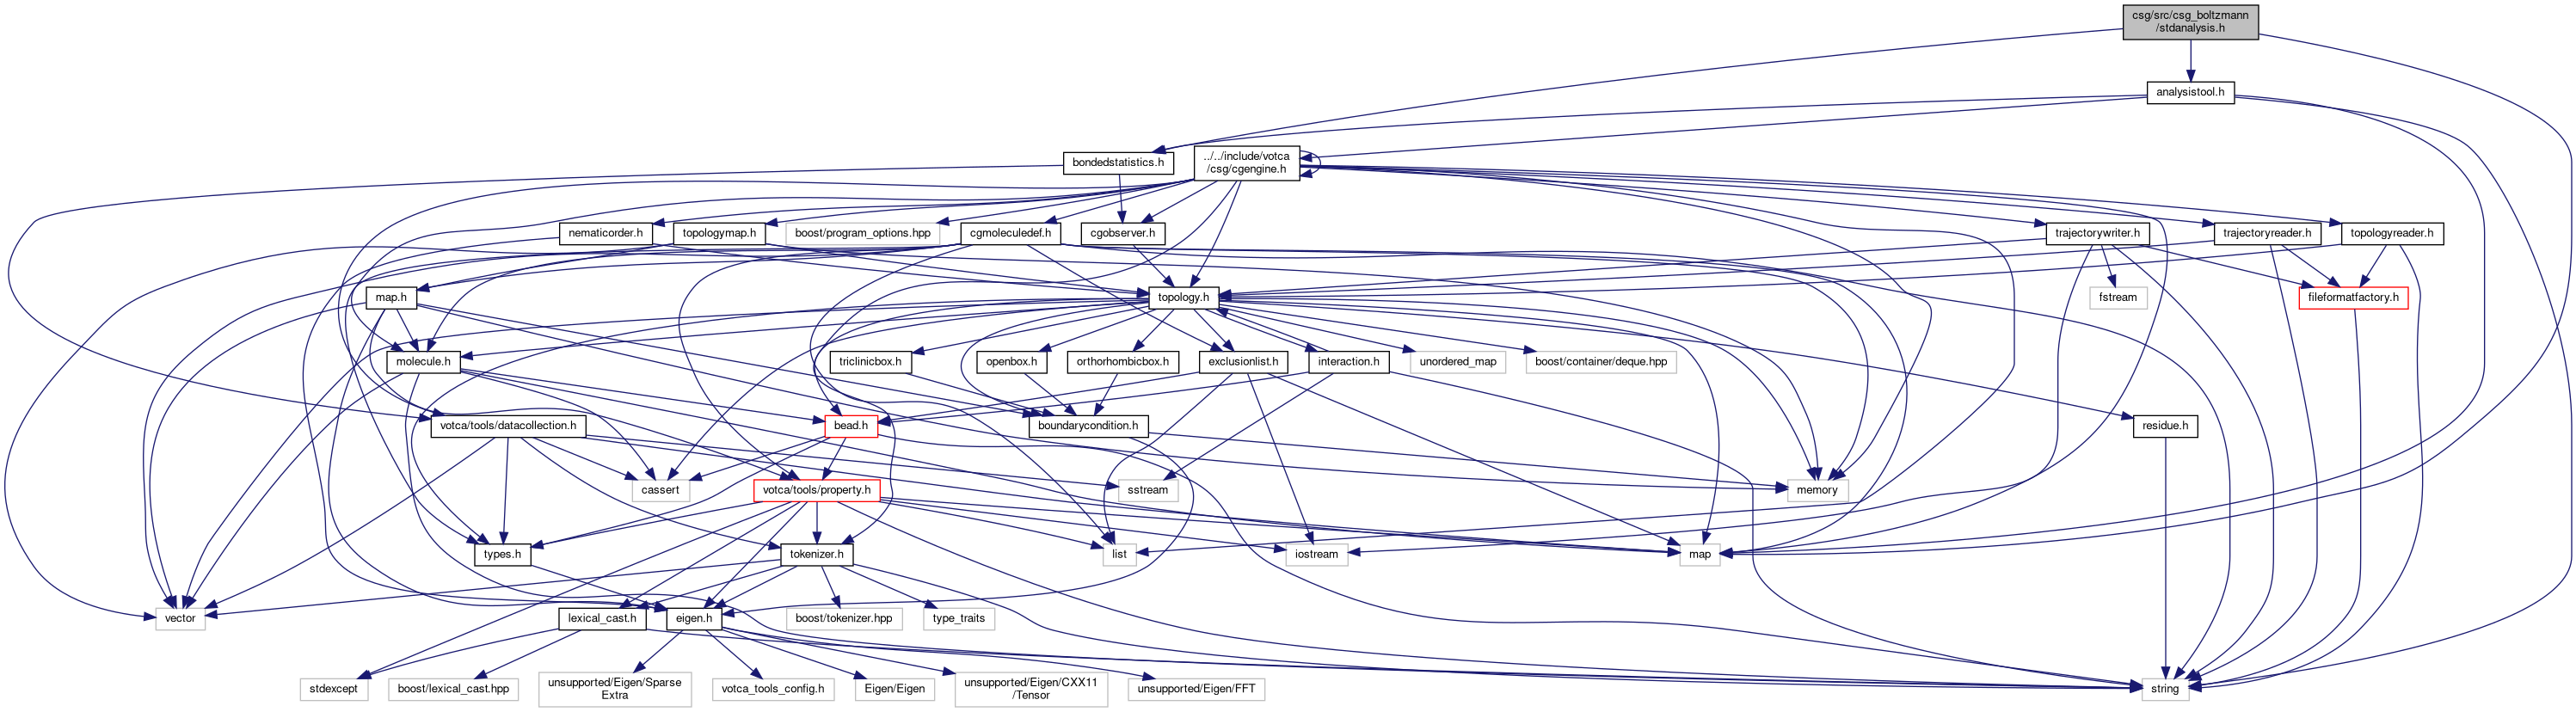 csg/src/csg_boltzmann
/stdanalysis.h
analysistool.h
bondedstatistics.h
../../include/votca
/csg/cgengine.h
nematicorder.h
topologymap.h
boost/program_options.hpp
cgmoleculedef.h
cgobserver.h
trajectorywriter.h
trajectoryreader.h
topologyreader.h
map.h
topology.h
fstream
fileformatfactory.h
molecule.h
triclinicbox.h
openbox.h
orthorhombicbox.h
exclusionlist.h
interaction.h
unordered_map
boost/container/deque.hpp
votca/tools/datacollection.h
bead.h
boundarycondition.h
residue.h
cassert
votca/tools/property.h
sstream
memory
types.h
tokenizer.h
list
iostream
map
vector
lexical_cast.h
eigen.h
boost/tokenizer.hpp
type_traits
stdexcept
boost/lexical_cast.hpp
unsupported/Eigen/Sparse
Extra
votca_tools_config.h
Eigen/Eigen
unsupported/Eigen/CXX11
/Tensor
unsupported/Eigen/FFT
string